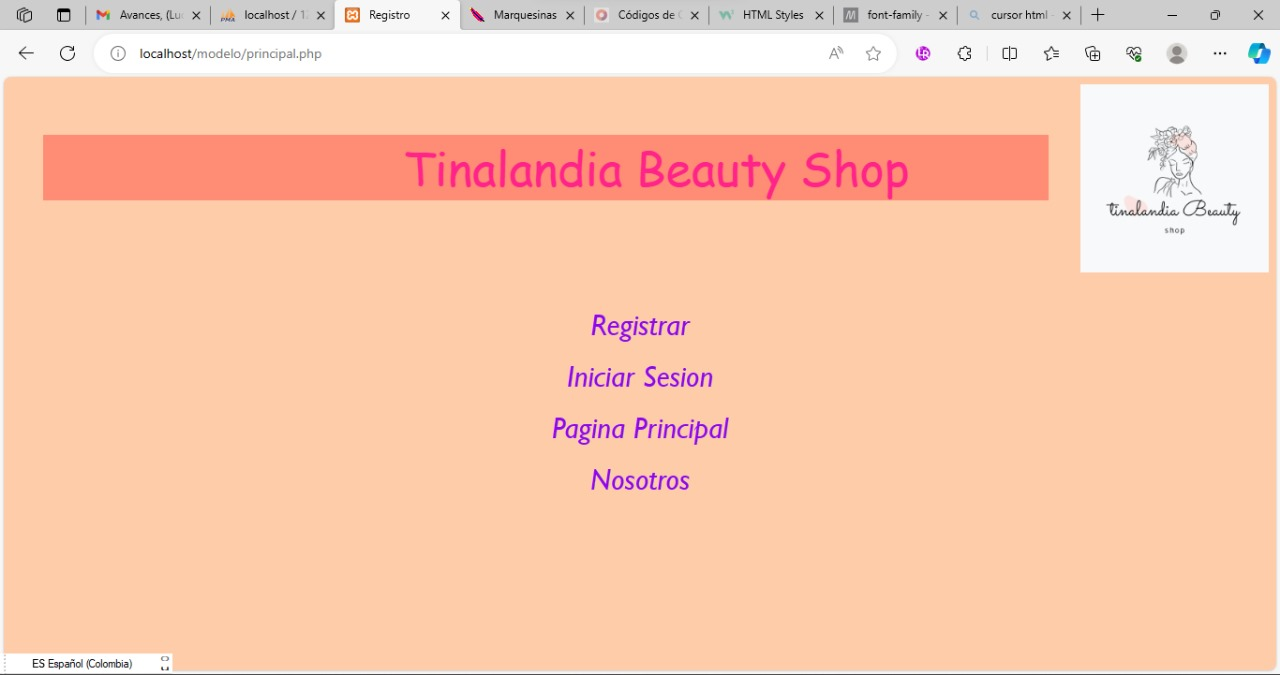 Avances, (Lu
localhost / 1
Registro
Marquesinas
Códigos de C
HTML Styles
font-family -
cursor html -
localhost/modelo/principal.php
Tinalandia Beauty Shop
tinalandia Beauty
shop
Registrar
Iniciar Sesion
Pagina Principal
Nosotros
ES Español (Colombia)